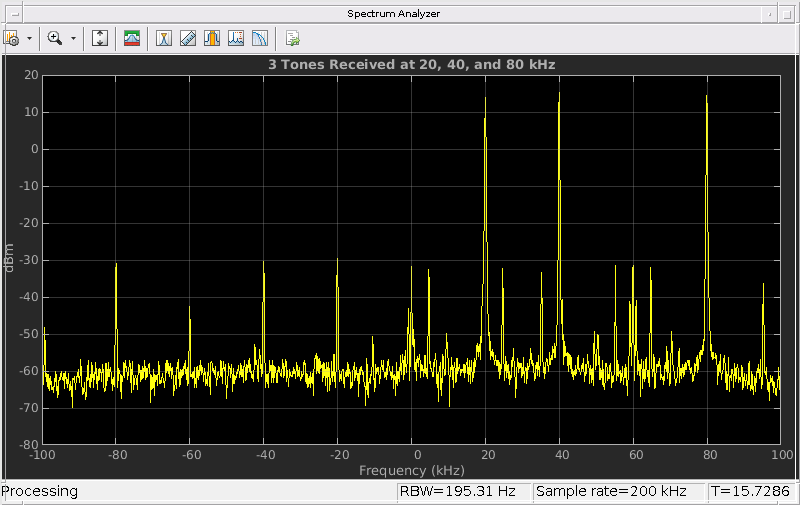 Spectrum Analyzer
3 Tones Received at 20, 40, and 80 kHz
20
10
0
-10
-20
-30
-40
-50
-60
-70
-80
dBm
-100 -80 -60 -40 -20 0 20 40 60 80 100
Frequency (kHz)
Processing RBW=195.31 Hz Sample rate=200 kHz T=15.7286